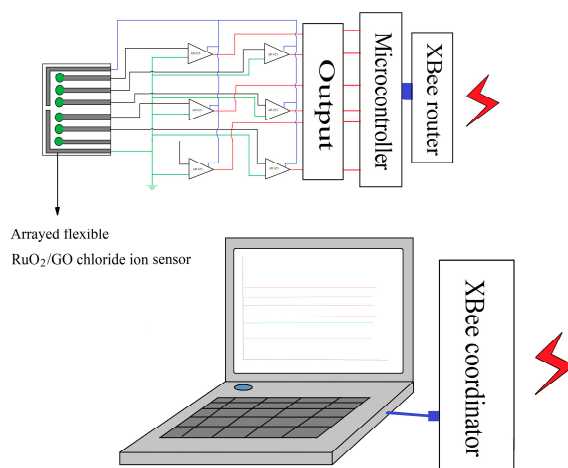 Output
Microcontroller
XBee router
Arrayed flexible
RuO₂/GO chloride ion sensor
XBee coordinator